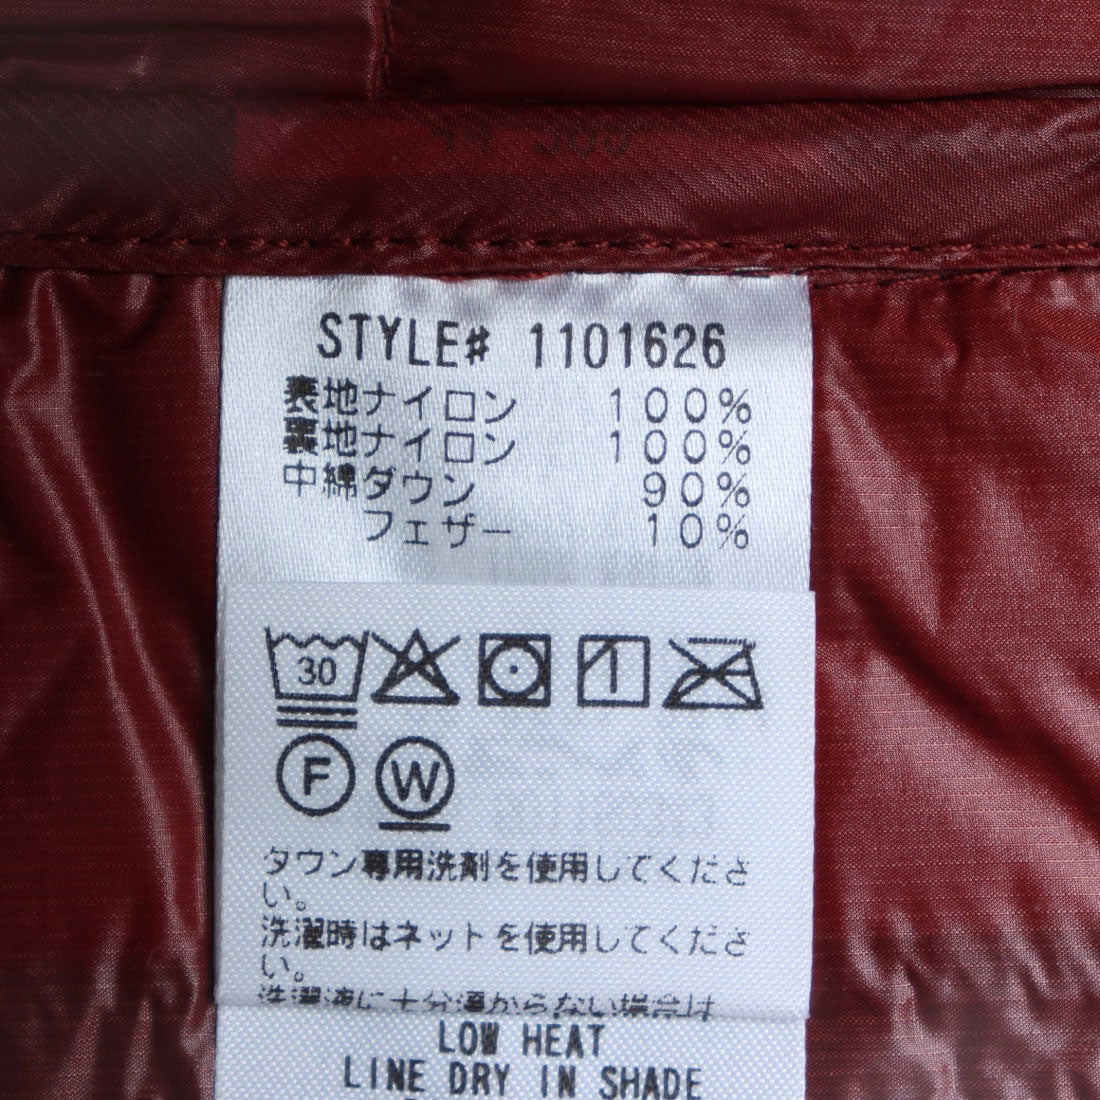 STYLE# 1101626
表地ナイロン 100%
裏地ナイロン 100%
中綿ダウン 90%
フェザー 10%
30
1
F W
ダウン専用洗剤を使用してくださ
い。
洗濯時はネットを使用してくださ
い。
LOW HEAT
LINE DRY IN SHADE